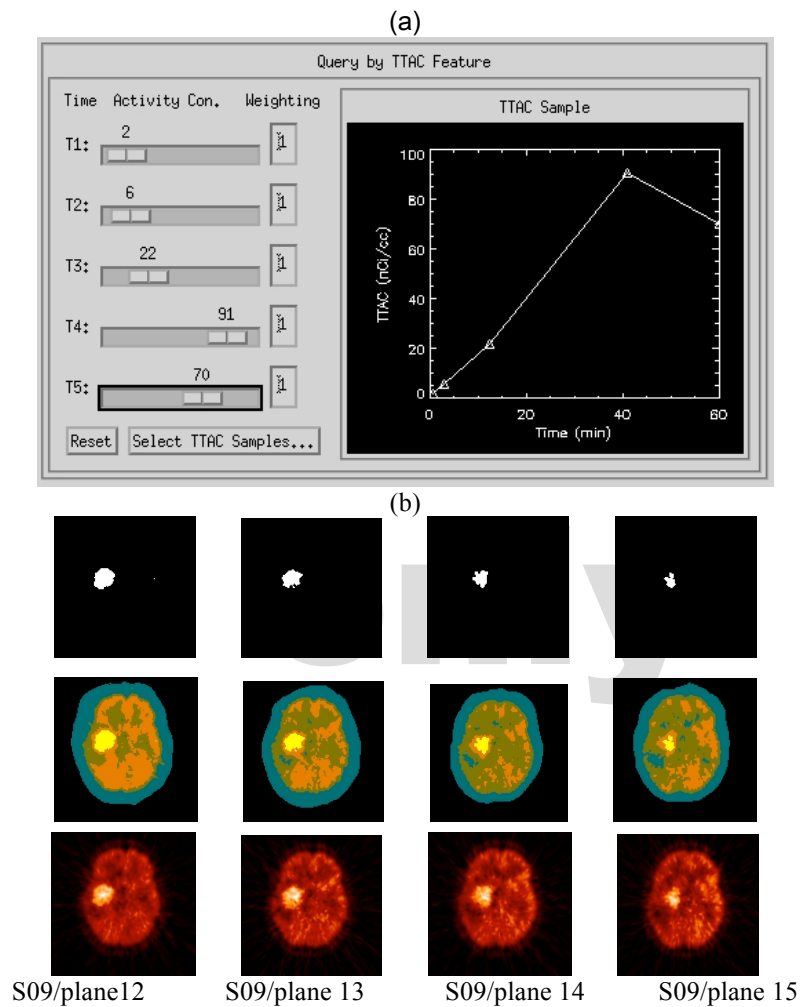 (a)
Query by TTAC Feature
Time Activity Con. Weighting
TTAC Sample
2
T1: 1
6
T2: 1
22
T3: 1
91
T4: 1
70
T5: 1
Reset Select TTAC Samples...
TTAC (nCi/cc)
100
80
60
40
20
0
0 20 40 60
Time (min)
(b)
only
S09/plane12 S09/plane 13 S09/plane 14 S09/plane 15